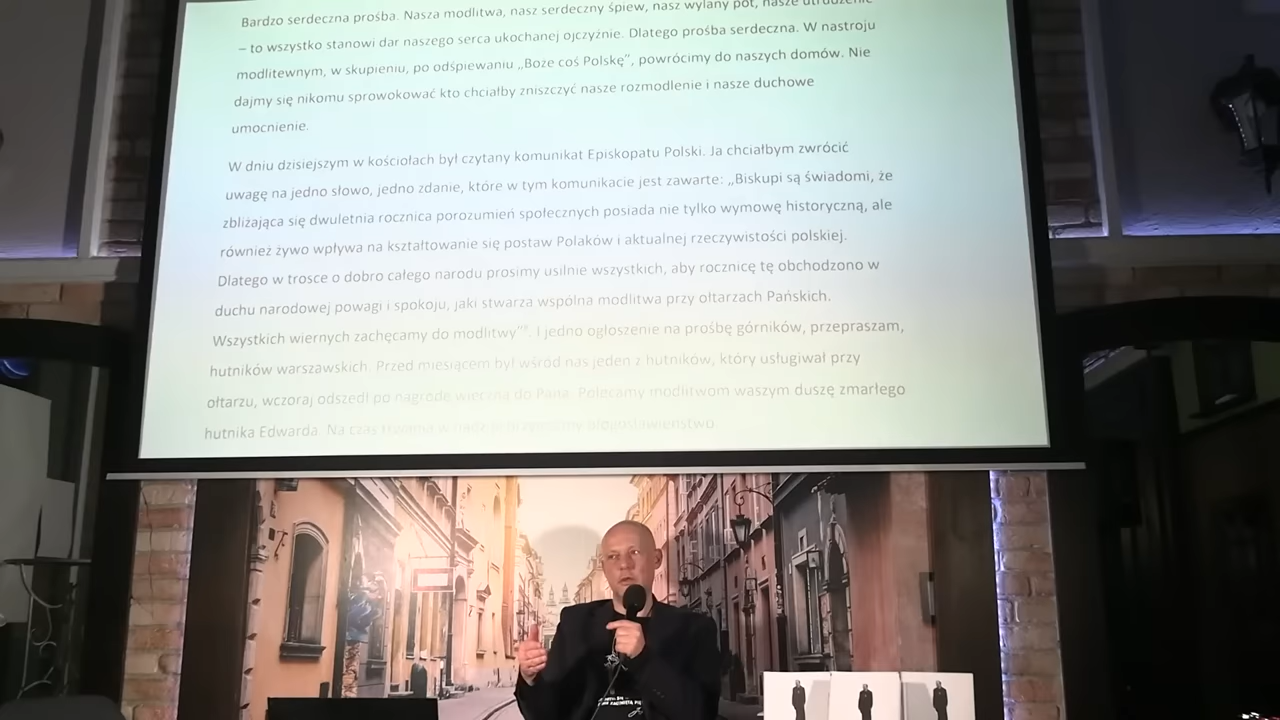 Bardzo serdeczna prośba. Nasza modlitwa, nasz serdeczny śpiew, nasz wylany pot, nasze utrudzenie
– to wszystko stanowi dar naszego serca ukochanej ojczyźnie. Dlatego prośba serdeczna. W nastroju
modlitewnym, w skupieniu, po odśpiewaniu „Boże coś Polskę", powrócimy do naszych domów. Nie
dajmy się nikomu sprowokować kto chciałby zniszczyć nasze rozmodlenie i nasze duchowe
umocnienie.
W dniu dzisiejszym w kościołach był czytany komunikat Episkopatu Polski. Ja chciałbym zwrócić
uwagę na jedno słowo, jedno zdanie, które w tym komunikacie jest zawarte: „Biskupi są świadomi, że
zbliżająca się dwuletnia rocznica porozumień społecznych posiada nie tylko wymowę historyczną, ale
również żywo wpływa na kształtowanie się postaw Polaków i aktualnej rzeczywistości polskiej.
Dlatego w trosce o dobro całego narodu prosimy usilnie wszystkich, aby rocznicę tę obchodzono w
duchu narodowej powagi i spokoju, jaki stwarza wspólna modlitwa przy ołtarzach Pańskich.
Wszystkich wiernych zachęcamy do modlitwy"". I jedno ogłoszenie na prośbę górników, przepraszam,
hutników warszawskich. Przed miesiącem był wśród nas jeden z hutników, który usługiwał przy
ołtarzu, wczoraj odszedł po nagrodę wieczną do Pana. Polecamy modlitwom waszym duszę zmarłego
hutnika Edwarda. Na czas błogosławieństwo.